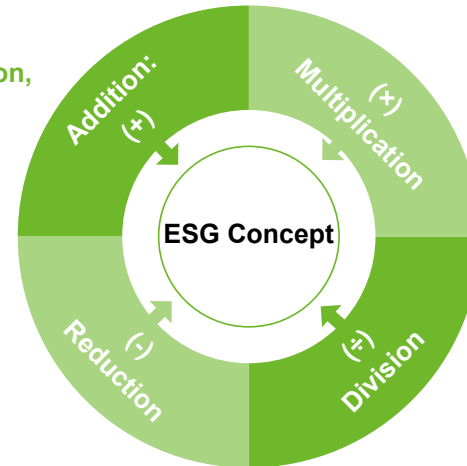 on,
Addition:
(+)
(×)
Multiplication
ESG Concept
(-)
Reduction
(÷)
Division